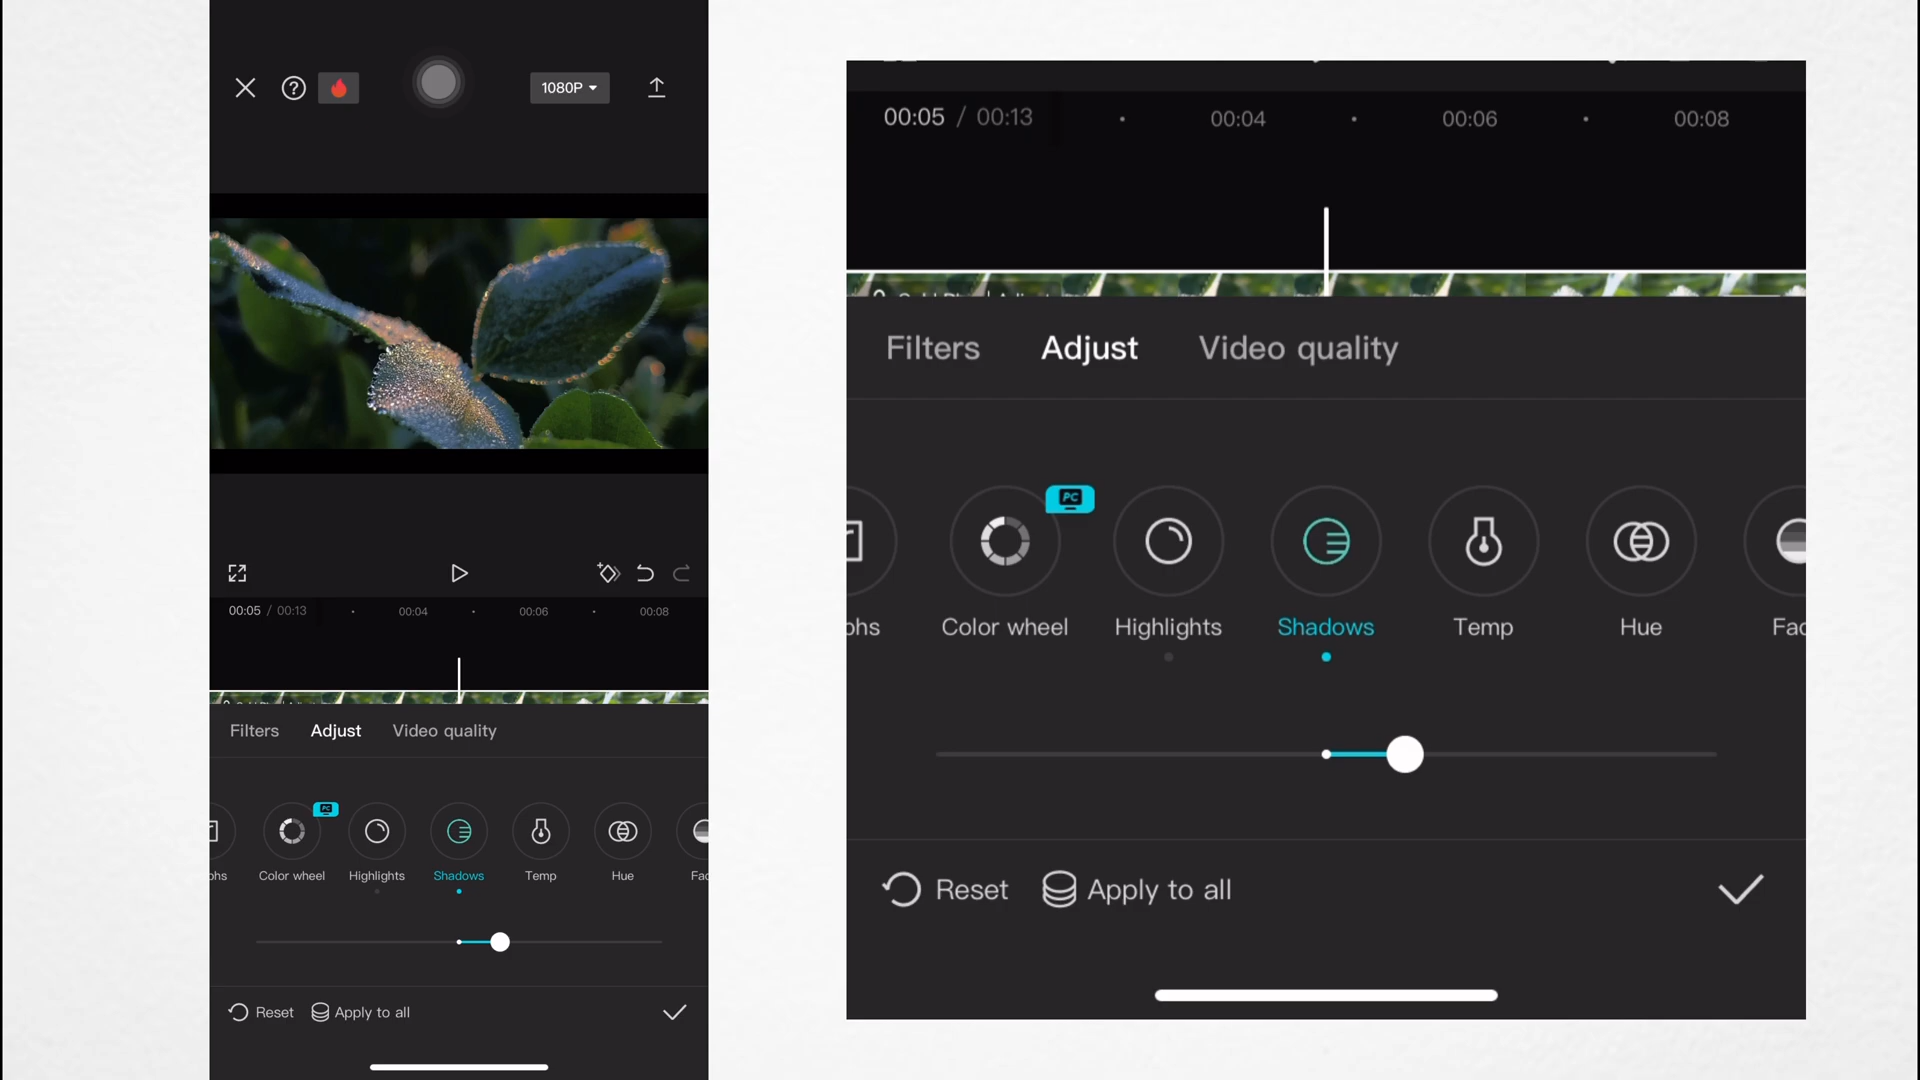 1080P
00:05 / 00:13 00:04 00:06 00:08
Filters Adjust Video quality
PC
Color wheel Highlights Shadows Temp Hue
Reset Apply to all
00:05 / 00:13 00:04 00:06 00:08
Filters Adjust Video quality
PC
Color wheel Highlights Shadows Temp Hue
Reset Apply to all